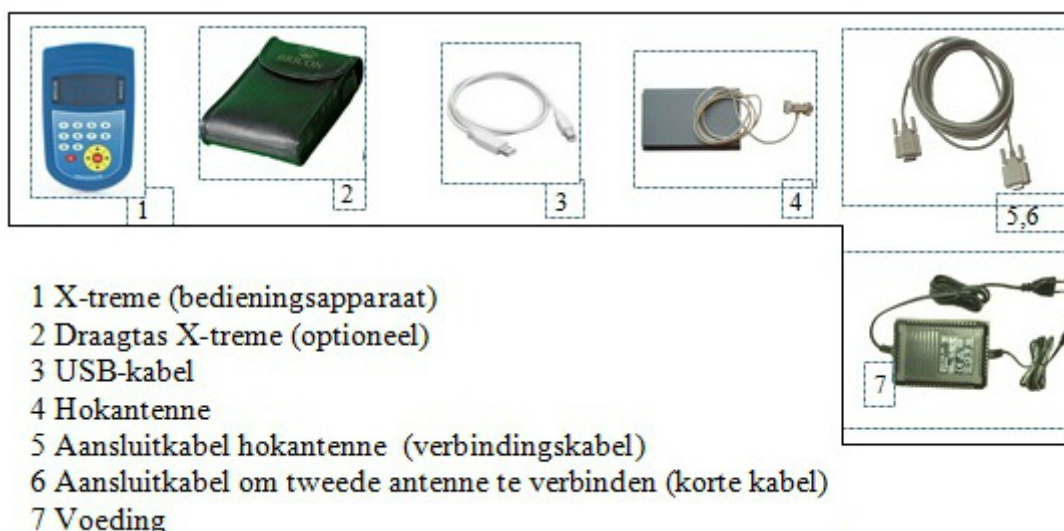 BRICON
1
2
3
4
5,6
7
1 X-treme (bedieningsapparaat)
2 Draagtas X-treme (optioneel)
3 USB-kabel
4 Hokantenne
5 Aansluitkabel hokantenne (verbindingskabel)
6 Aansluitkabel om tweede antenne te verbinden (korte kabel)
7 Voeding